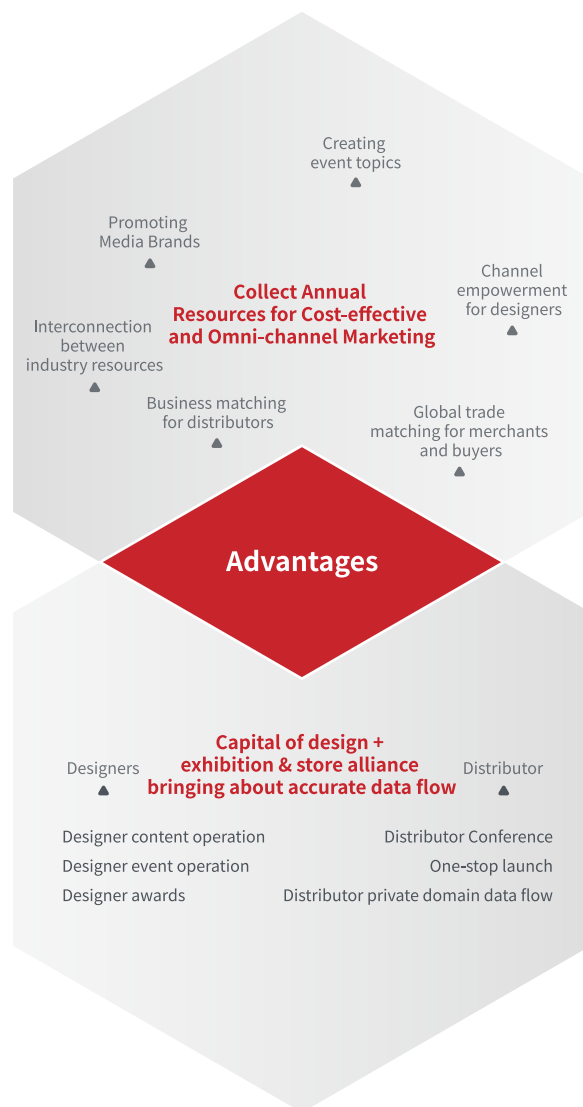 Creating
event topics
Promoting
Media Brands
Channel
empowerment
for designers
Collect Annual
Resources for Cost-effective
and Omni-channel Marketing
Interconnection
between
industry resources
Business matching
for distributors
Global trade
matching for merchants
and buyers
Advantages
Capital of design +
exhibition & store alliance
bringing about accurate data flow
Designers
Designer content operation
Designer event operation
Designer awards
Distributor
Distributor Conference
One-stop launch
Distributor private domain data flow